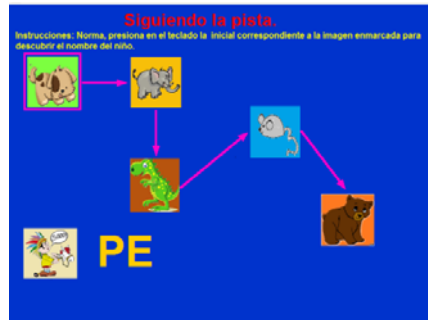 Siguiendo la pista.
Instrucciones: Norma, presiona en el teclado la inicial correspondiente a la imagen enmarcada para
descubrir el nombre del niño.
PE